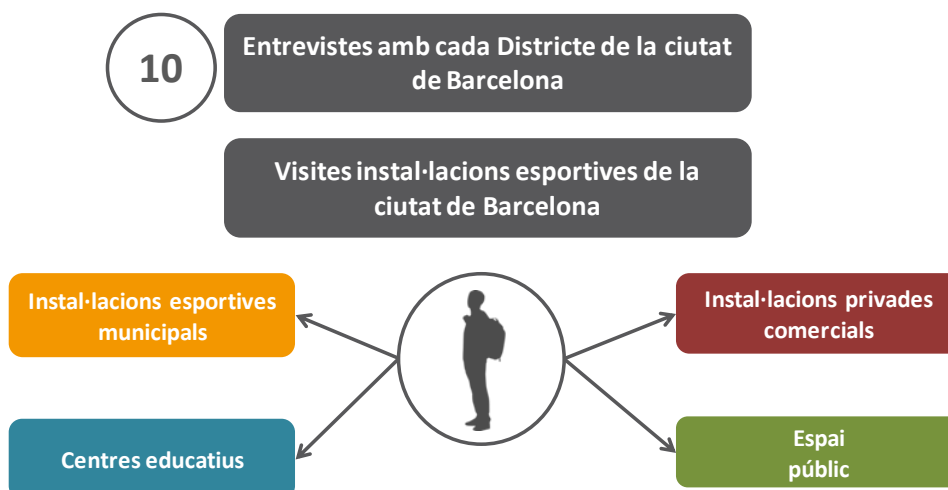 10
Entrevistes amb cada Districte de la ciutat
de Barcelona
Visites instal·lacions esportives de la
ciutat de Barcelona
Instal·lacions esportives
municipals
Instal·lacions privades
comercials
Centres educatius
Espai
públic